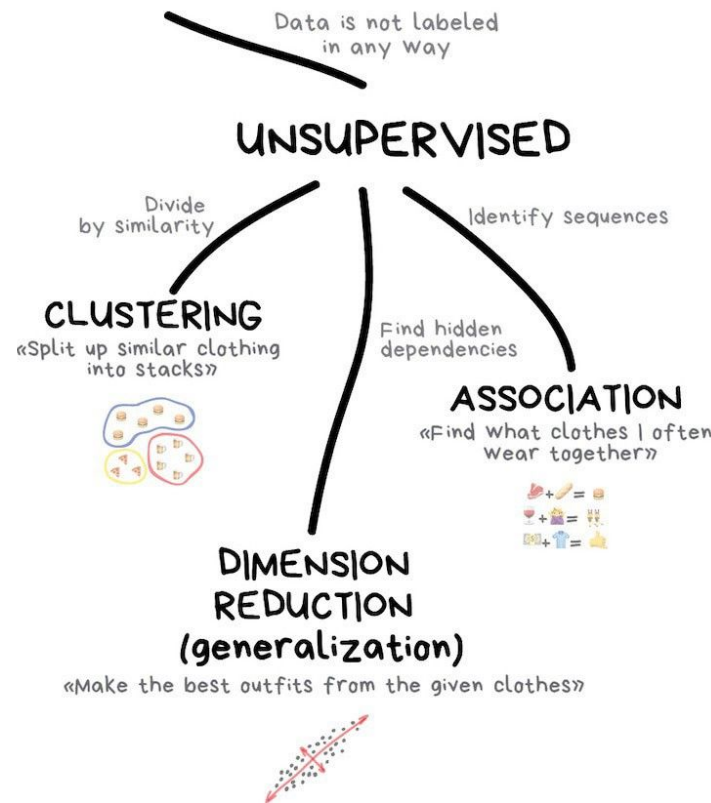 Data is not labeled
in any way
UNSUPERVISED
Divide
by similarity
Identify sequences
CLUSTERING
«Split up similar clothing
into stacks»
Find hidden
dependencies
ASSOCIATION
«Find what clothes I often
wear together»
+ =
+ =
+ =
DIMENSION
REDUCTION
(generalization)
«Make the best outfits from the given clothes»